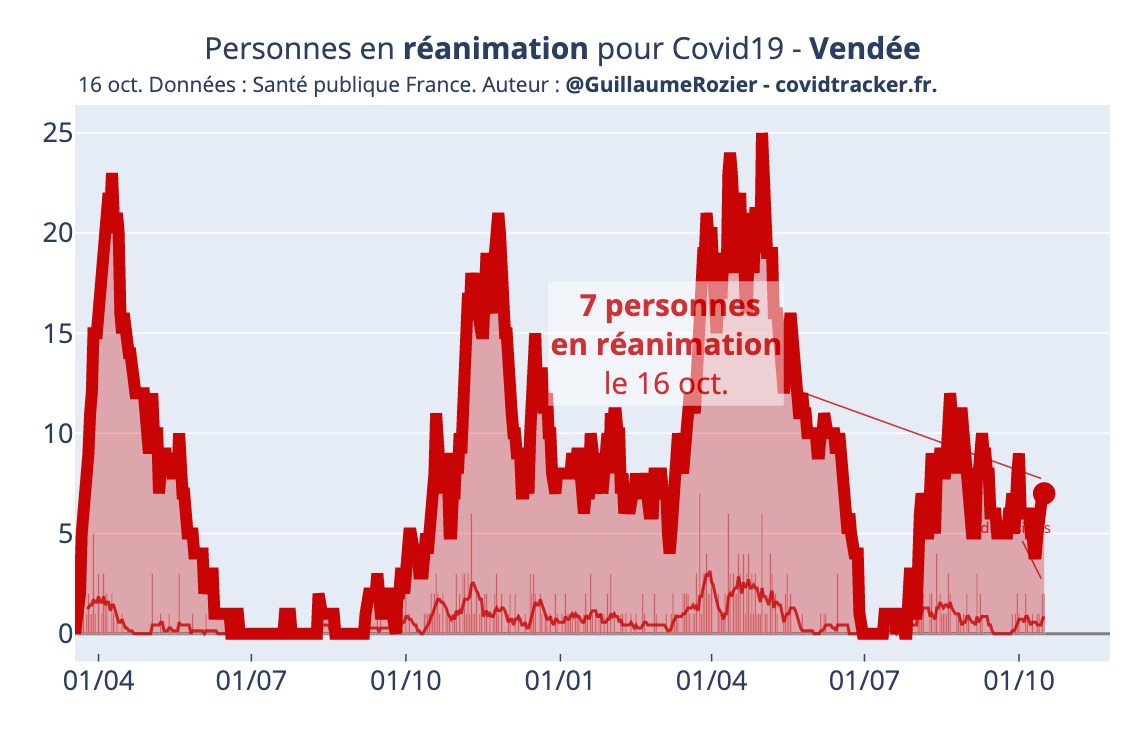 Personnes en réanimation pour Covid19 - Vendée
16 oct. Données : Santé publique France. Auteur : @GuillaumeRozier - covidtracker.fr.
25
20
15
10
5
0
7 personnes
en réanimation
le 16 oct.
01/04
01/07
01/10
01/01
01/04
01/07
01/10